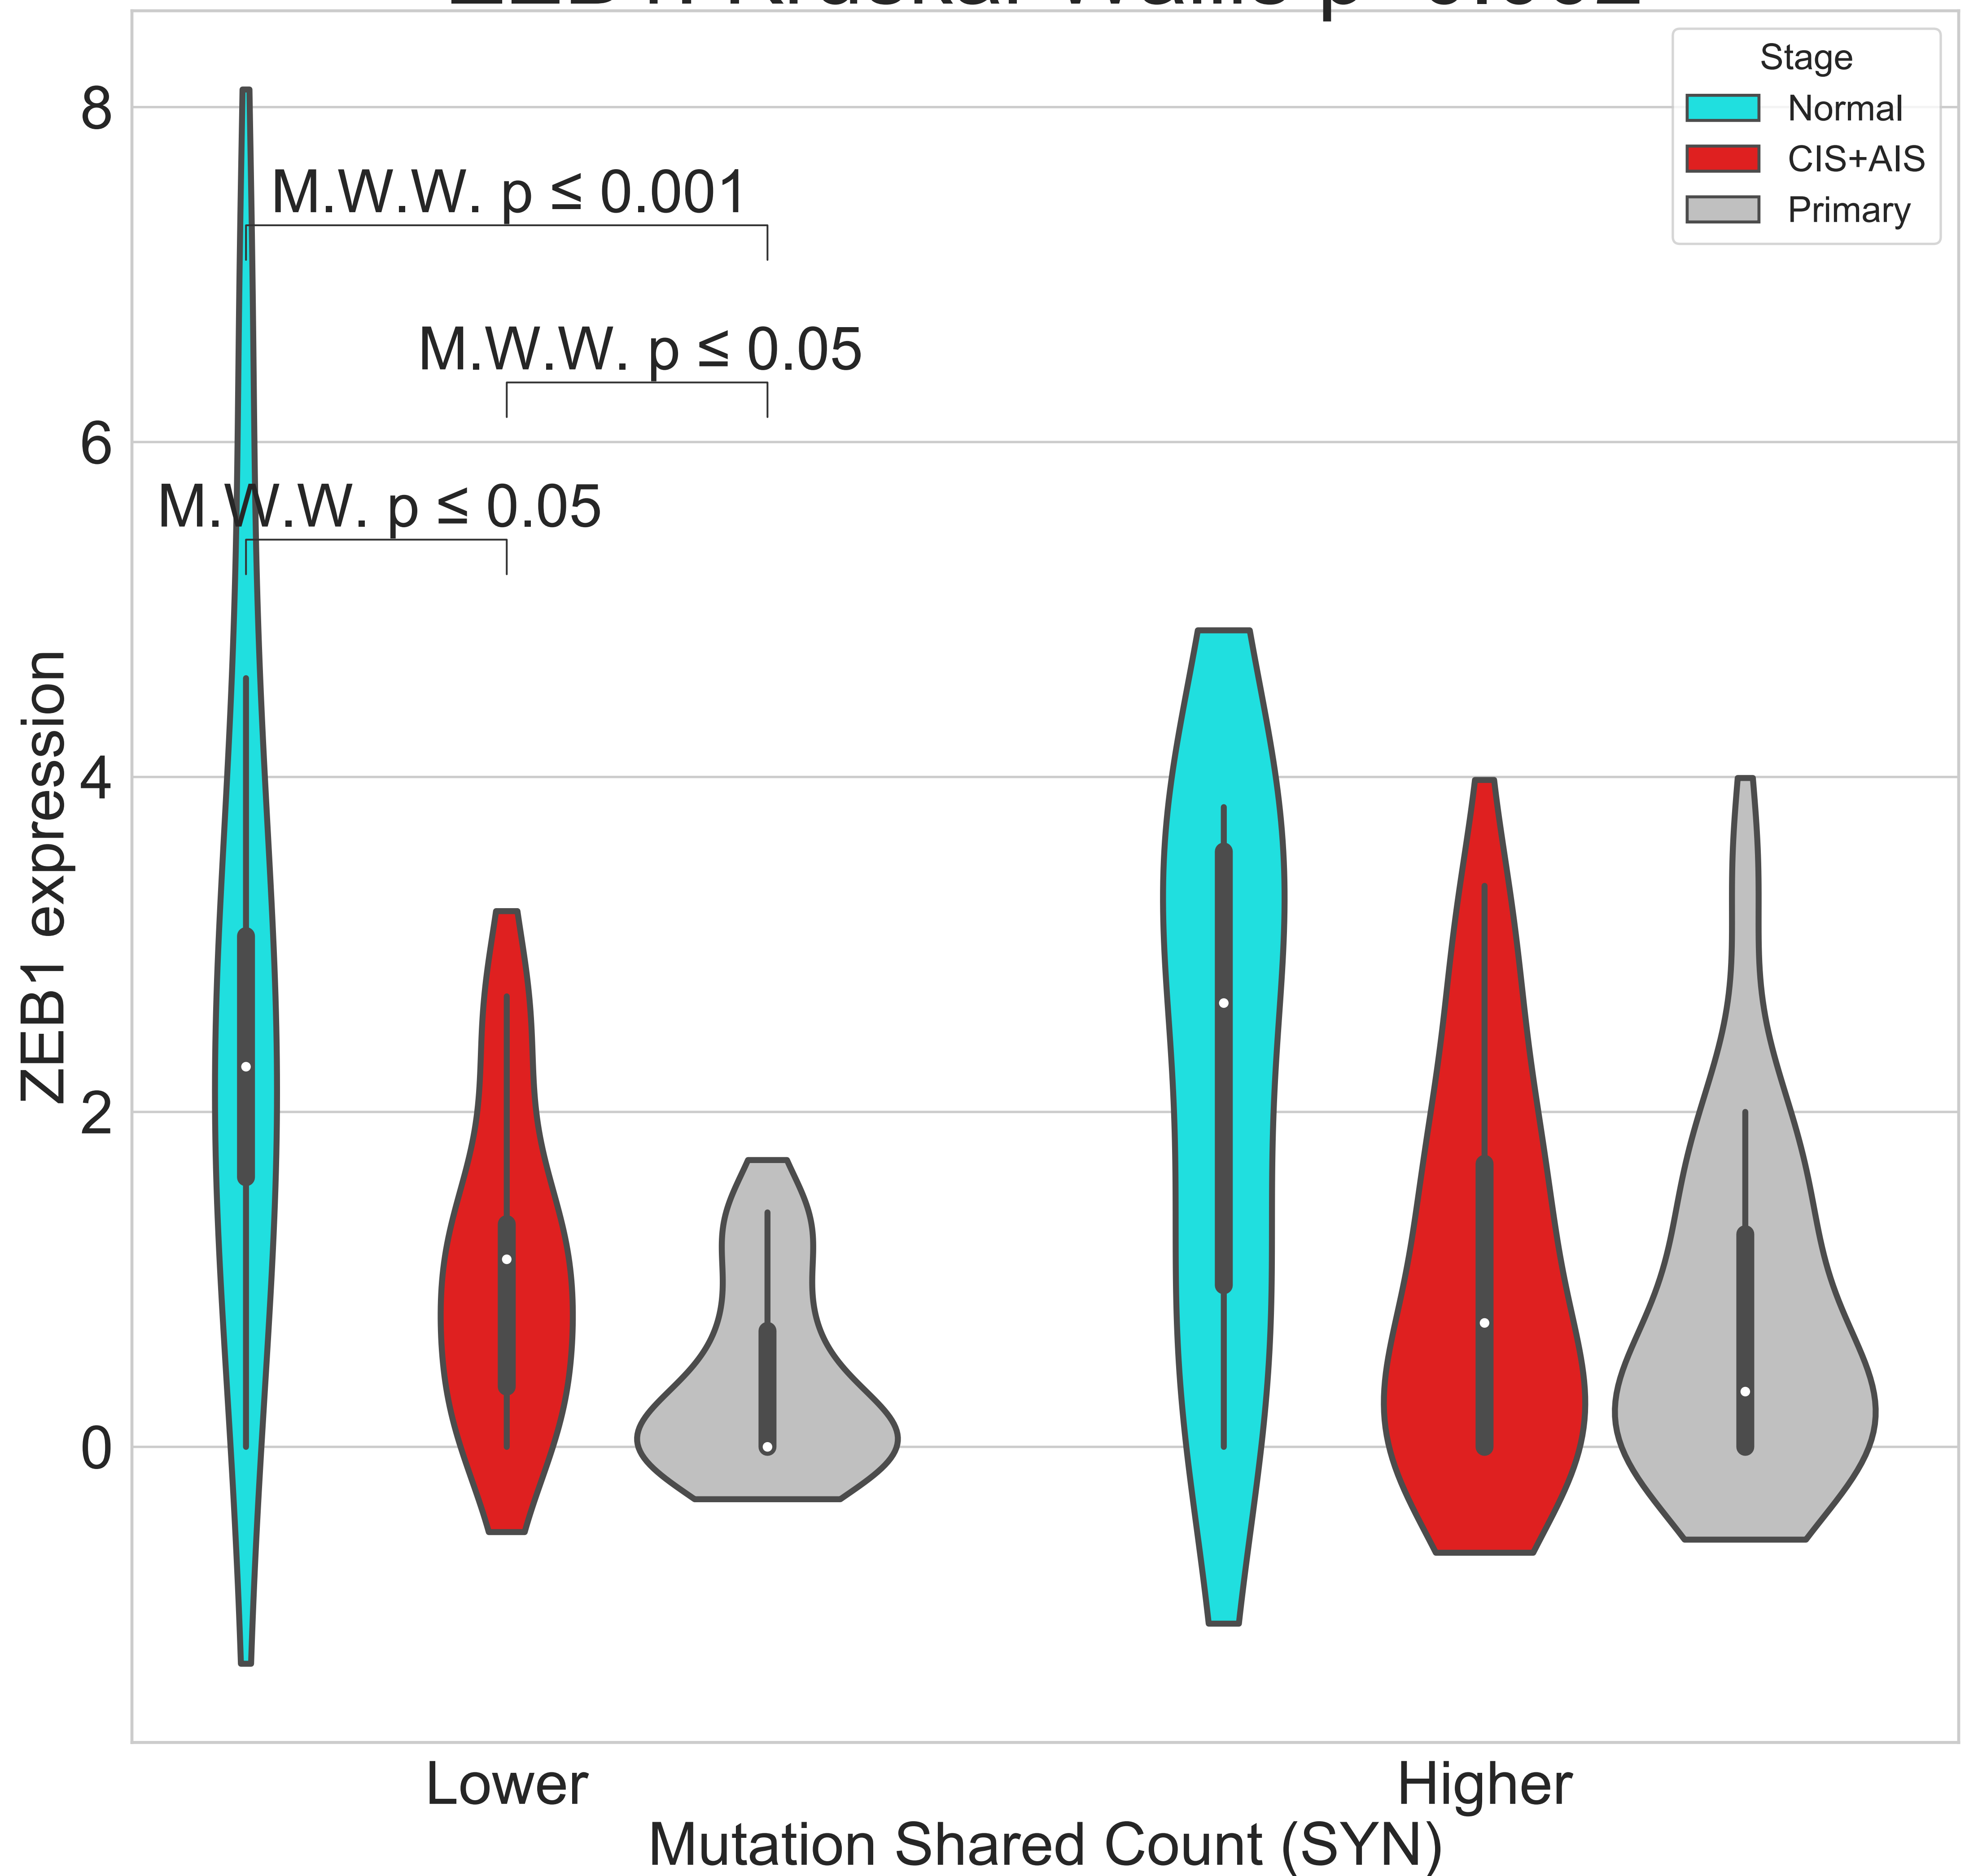 Stage
Normal
CIS+AIS
Primary
8
6
4
2
0
ZEB1 expression
M.W.W. p ≤ 0.001
M.W.W. p ≤ 0.05
M.W.W. p ≤ 0.05
Lower
Higher
Mutation Shared Count (SYN)